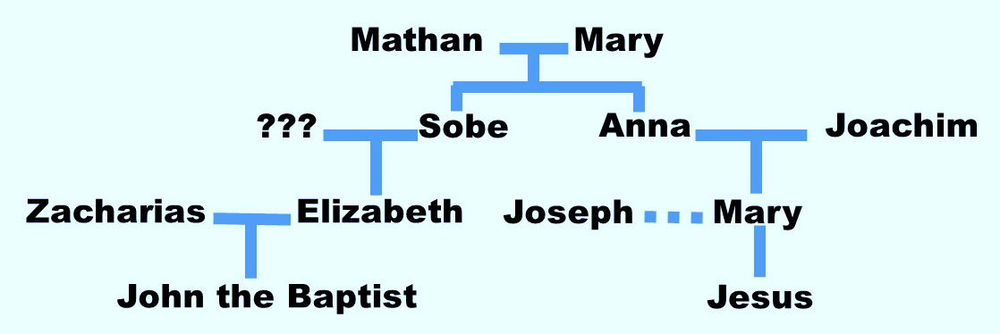 Mathan Mary
??? Sobe Anna Joachim
Zacharias Elizabeth Joseph Mary
John the Baptist Jesus